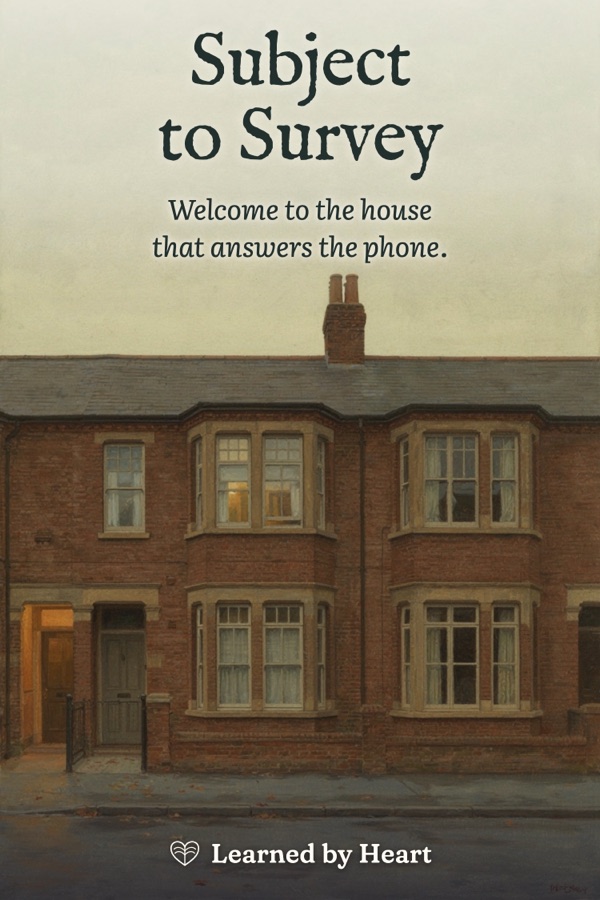 Subject
to Survey
Welcome to the house
that answers the phone.
Learned by Heart